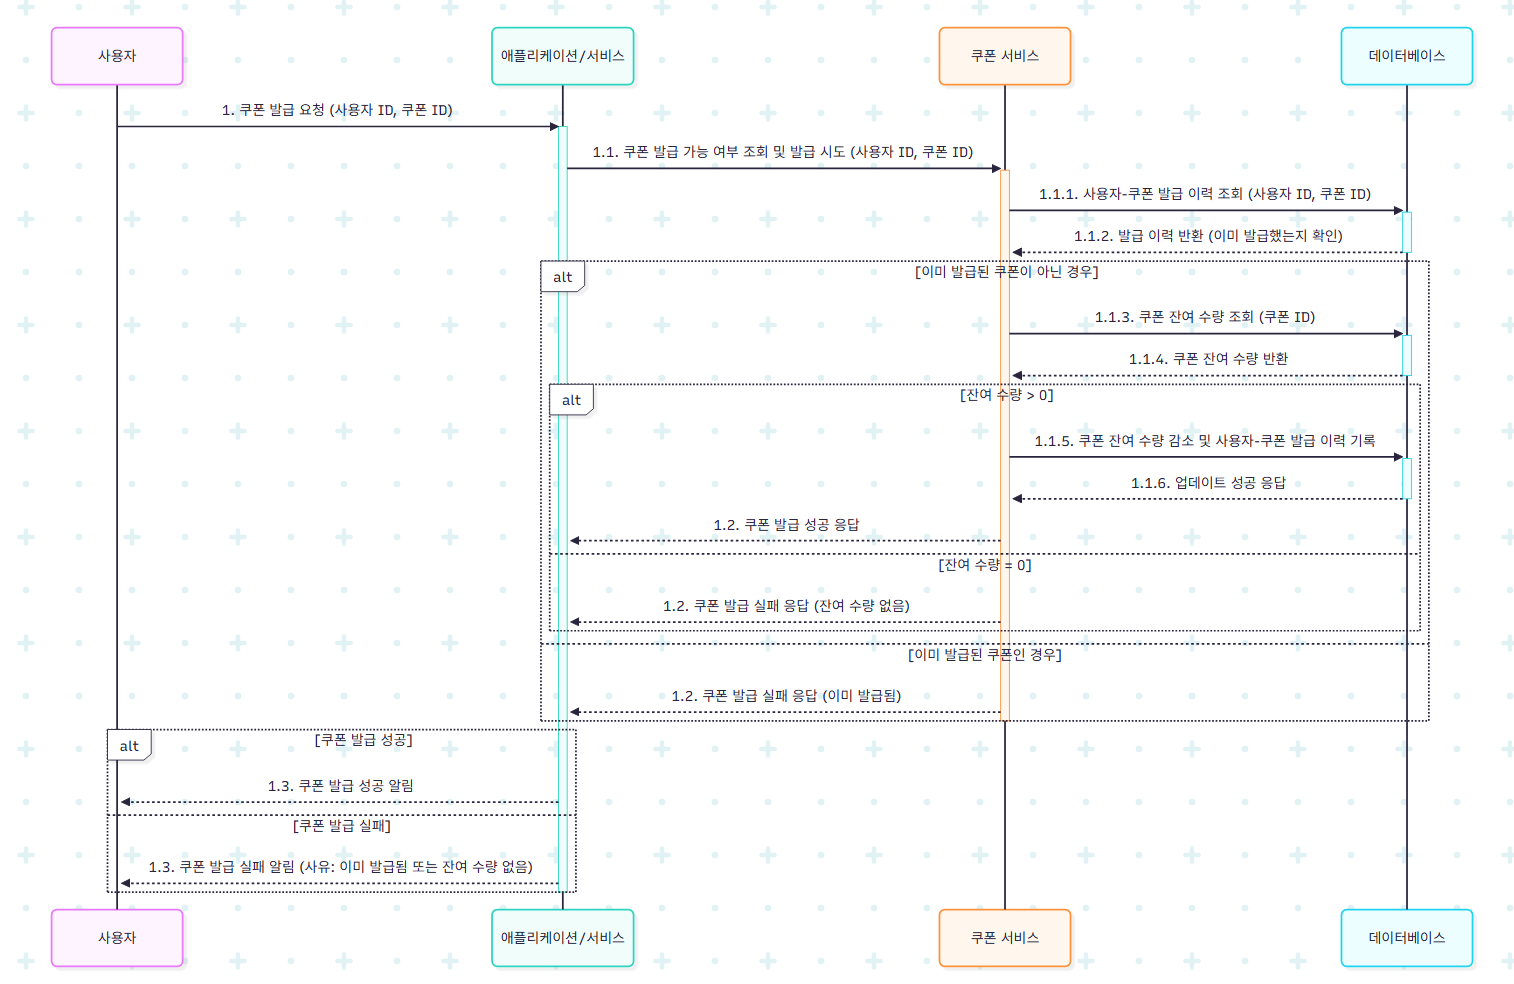 사용자
애플리케이션/서비스
쿠폰 서비스
데이터베이스
1. 쿠폰 발급 요청 (사용자 ID, 쿠폰 ID)
1.1. 쿠폰 발급 가능 여부 조회 및 발급 시도 (사용자 ID, 쿠폰 ID)
1.1.1. 사용자-쿠폰 발급 이력 조회 (사용자 ID, 쿠폰 ID)
1.1.2. 발급 이력 반환 (이미 발급했는지 확인)
alt
[이미 발급된 쿠폰이 아닌 경우]
1.1.3. 쿠폰 잔여 수량 조회 (쿠폰 ID)
1.1.4. 쿠폰 잔여 수량 반환
alt
[잔여 수량 > 0]
1.1.5. 쿠폰 잔여 수량 감소 및 사용자-쿠폰 발급 이력 기록
1.1.6. 업데이트 성공 응답
1.2. 쿠폰 발급 성공 응답
[잔여 수량 = 0]
1.2. 쿠폰 발급 실패 응답 (잔여 수량 없음)
[이미 발급된 쿠폰인 경우]
1.2. 쿠폰 발급 실패 응답 (이미 발급됨)
alt
[쿠폰 발급 성공]
1.3. 쿠폰 발급 성공 알림
[쿠폰 발급 실패]
1.3. 쿠폰 발급 실패 알림 (사유: 이미 발급됨 또는 잔여 수량 없음)
사용자
애플리케이션/서비스
쿠폰 서비스
데이터베이스